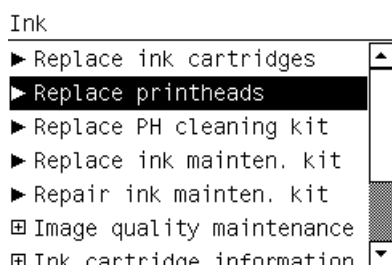 Ink
Replace ink cartridges
Replace printheads
Replace PH cleaning kit
Replace ink mainten. kit
Repair ink mainten. kit
Image quality maintenance
Ink cartridge information